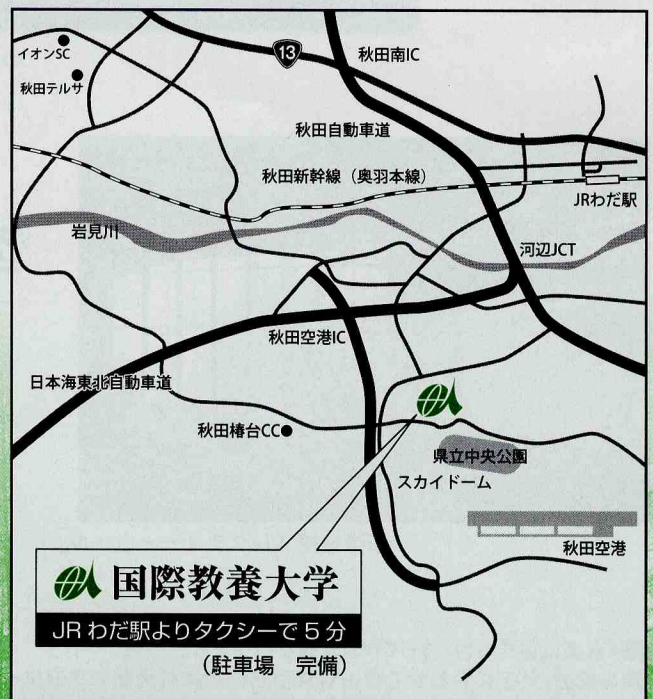 イオンSC
13
秋田南IC
秋田テルサ
秋田自動車道
秋田新幹線（奥羽本線）
JRわだ駅
岩見川
河辺JCT
秋田空港IC
日本海東北自動車道
秋田椿台CC
県立中央公園
スカイドーム
秋田空港
国際教養大学
JRわだ駅よりタクシーで5分
（駐車場　完備）